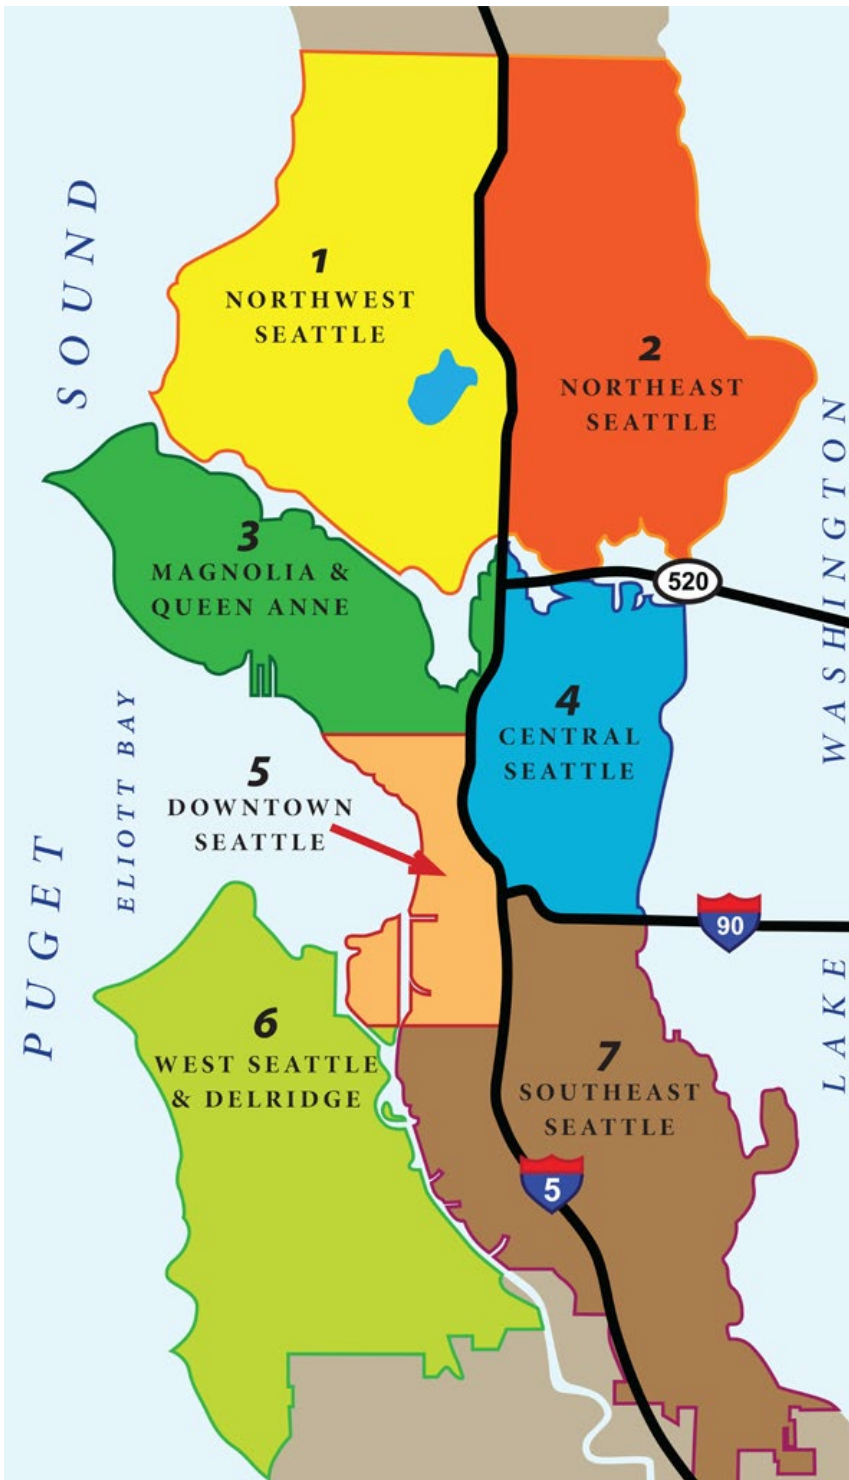 SOUND
1
NORTHWEST
SEATTLE
2
NORTHEAST
SEATTLE
3
MAGNOLIA &
QUEEN ANNE
520
4
CENTRAL
SEATTLE
5
DOWNTOWN
SEATTLE
ELIOTT BAY
PUGET
WASHINGTON
90
LAKE
6
WEST SEATTLE
& DELRIDGE
7
SOUTHEAST
SEATTLE
5